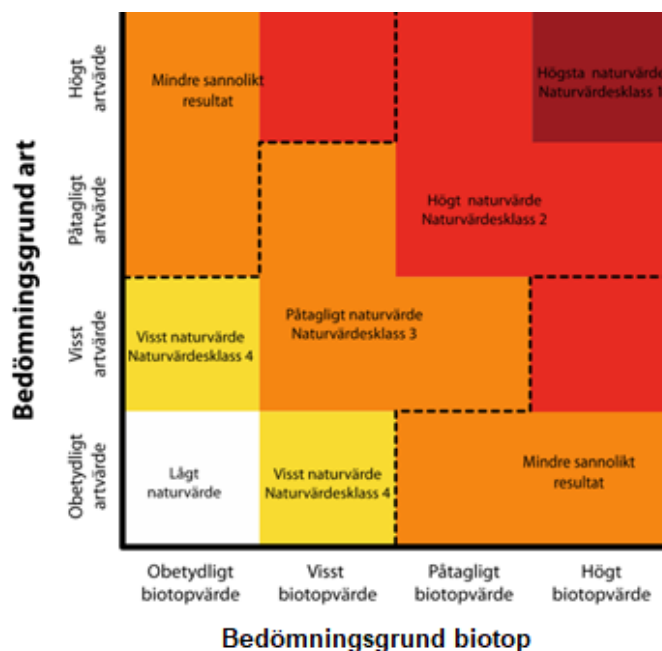 Bedömningsgrund art
Högt
artvärde
Påtagligt
artvärde
Visst
artvärde
Obetydligt
artvärde
Mindre sannolikt
resultat
Högsta naturvärde
Naturvärdesklass 1
Högt naturvärde
Naturvärdesklass 2
Påtagligt naturvärde
Naturvärdesklass 3
Visst naturvärde
Naturvärdesklass 4
Lågt
naturvärde
Visst naturvärde
Naturvärdesklass 4
Mindre sannolikt
resultat
Obetydligt
biotopvärde
Visst
biotopvärde
Påtagligt
biotopvärde
Högt
biotopvärde
Bedömningsgrund biotop